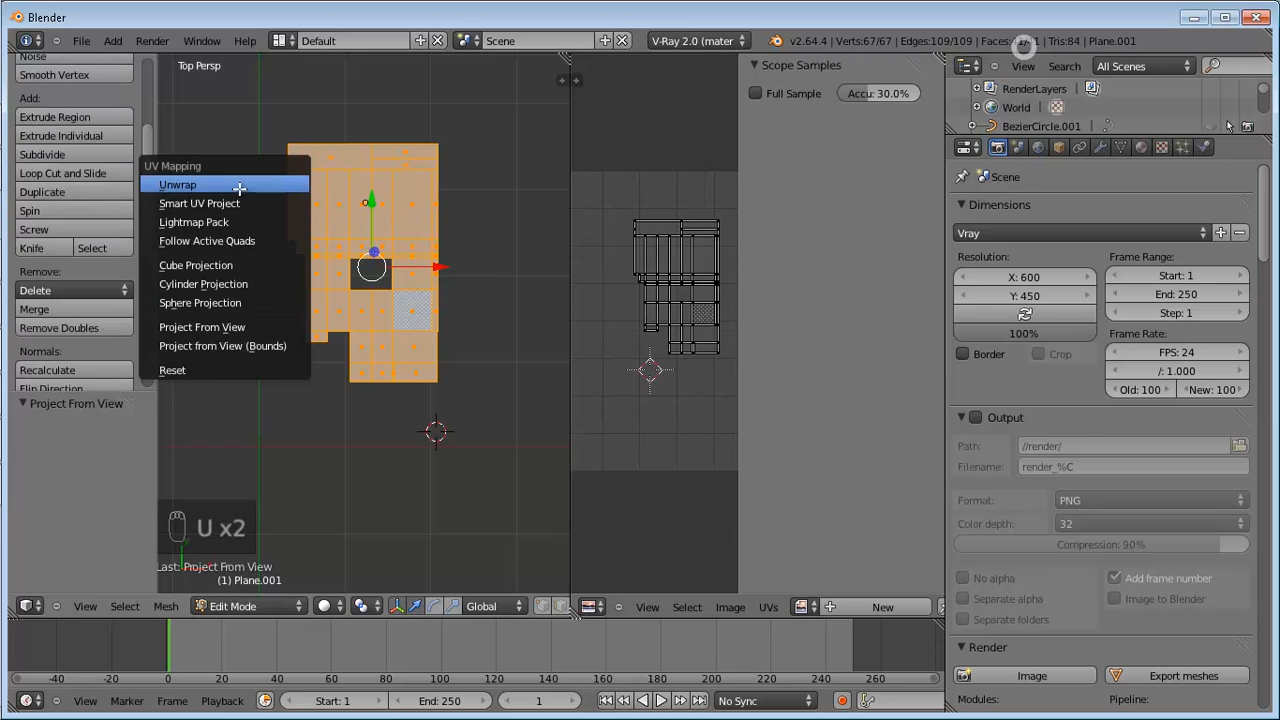 Blender
File Add Render Window Help Default Scene V-Ray 2.0 (mater v2.64.4 | Verts:67/67 | Edges:109/109 | Faces: | Tris:84 | Plane.001
Noise
Smooth Vertex
Add:
Extrude Region
Extrude Individual
Subdivide
Loop Cut and Slide
Duplicate
Spin
Screw
Knife Select
Remove:
Delete
Merge
Remove Doubles
Normals:
Recalculate
Flip Direction
Project From View
Top Persp
UV Mapping
Unwrap
Smart UV Project
Lightmap Pack
Follow Active Quads
Cube Projection
Cylinder Projection
Sphere Projection
Project From View
Project from View (Bounds)
Reset
U x2
Last: Project From View
(1) Plane.001
View Select Mesh Edit Mode Global
Scope Samples
Full Sample Accu: 30.0%
View Select Image UVs New
View Search All Scenes
RenderLayers
World
BezierCircle.001
Scene
Dimensions
Vray
Resolution: Frame Range:
X: 600 Start: 1
Y: 450 End: 250
Step: 1
100% Frame Rate:
Border Crop FPS: 24
/: 1.000
Old: 100 New: 100
Output
Path: //render/
Filename: render_%C
Format: PNG
Color depth: 32
Compression: 90%
No alpha Add frame number
Separate alpha Image to Blender
Separate folders
Render
Image Export meshes
Modules: Pipeline:
-40 -20 0 20 40 60 80 100 120 140 160 180 200 220 240 260 280
View Marker Frame Playback Start: 1 End: 250 1 No Sync